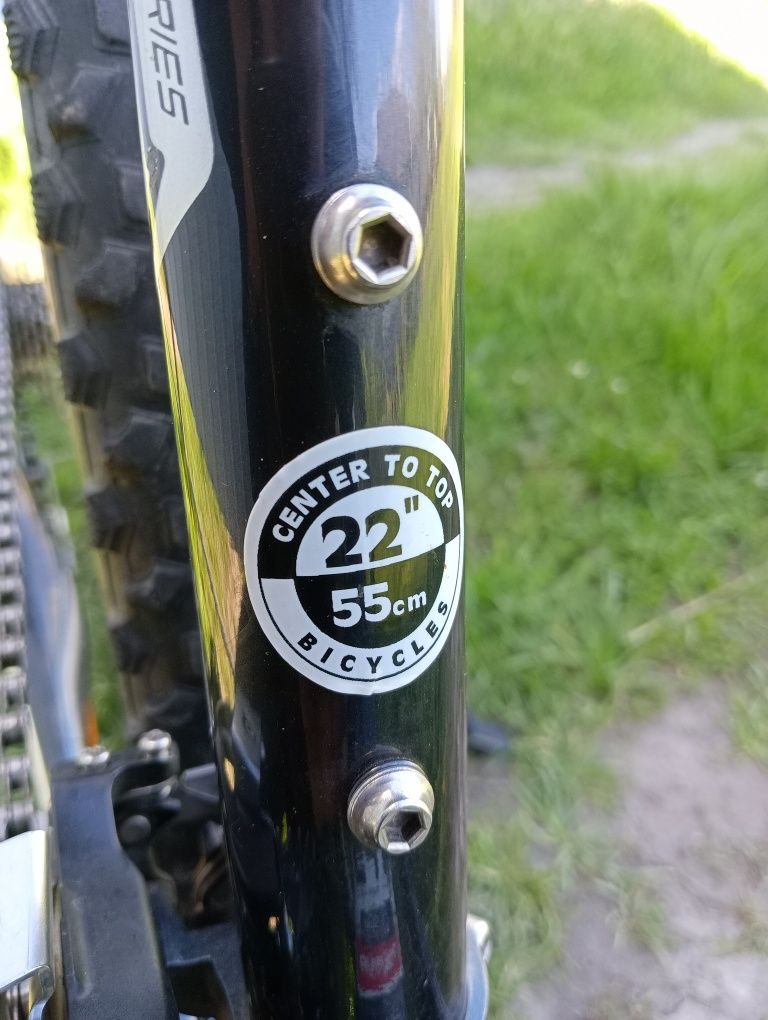 RIES
CENTER TO TOP
22"
55cm
BICYCLES